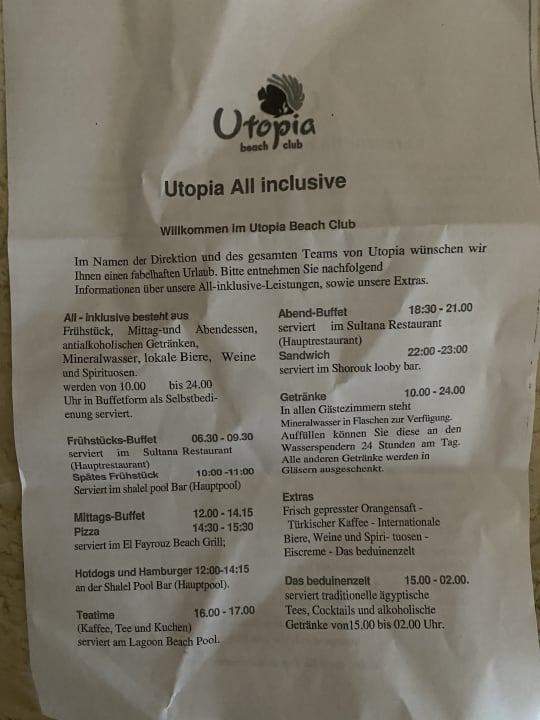 Utopia
beach club
Utopia All inclusive
Willkommen im Utopia Beach Club
Im Namen der Direktion und des gesamten Teams von Utopia wünschen wir
Ihnen einen fabelhaften Urlaub. Bitte entnehmen Sie nachfolgend
Informationen über unsere All-inklusive-Leistungen, sowie unsere Extras.
All - inklusive besteht aus
Frühstück, Mittag-und Abendessen,
antialkoholischen Getränken,
Mineralwasser, lokale Biere, Weine
und Spirituosen.
werden von 10.00 bis 24.00
Uhr in Buffetform als Selbstbedi-
enung serviert.
Frühstücks-Buffet 06.30 - 09.30
serviert im Sultana Restaurant
(Hauptrestaurant)
Spätes Frühstück 10:00 -11:00
Serviert im shalel pool Bar (Hauptpool)
Mittags-Buffet 12.00 - 14.15
Pizza 14:30 - 15:30
serviert im El Fayrouz Beach Grill;
Hotdogs und Hamburger 12:00-14:15
an der Shalel Pool Bar (Hauptpool).
Teatime 16.00 - 17.00
(Kaffee, Tee und Kuchen)
serviert am Lagoon Beach Pool.
Abend-Buffet 18:30 - 21.00
serviert im Sultana Restaurant
(Hauptrestaurant)
Sandwich 22:00 -23:00
serviert im Shorouk looby bar.
Getränke 10.00 - 24.00
In allen Gästezimmern steht
Mineralwasser in Flaschen zur Verfügung.
Auffüllen können Sie diese an den
Wasserspendern 24 Stunden am Tag.
Alle anderen Getränke werden in
Gläsern ausgeschenkt.
Extras
Frisch gepresster Orangensaft -
Türkischer Kaffee - Internationale
Biere, Weine und Spiri- tuosen -
Eiscreme - Das beduinenzelt
Das beduinenzelt 15.00 - 02.00.
serviert traditionelle ägyptische
Tees, Cocktails und alkoholische
Getränke von15.00 bis 02.00 Uhr.